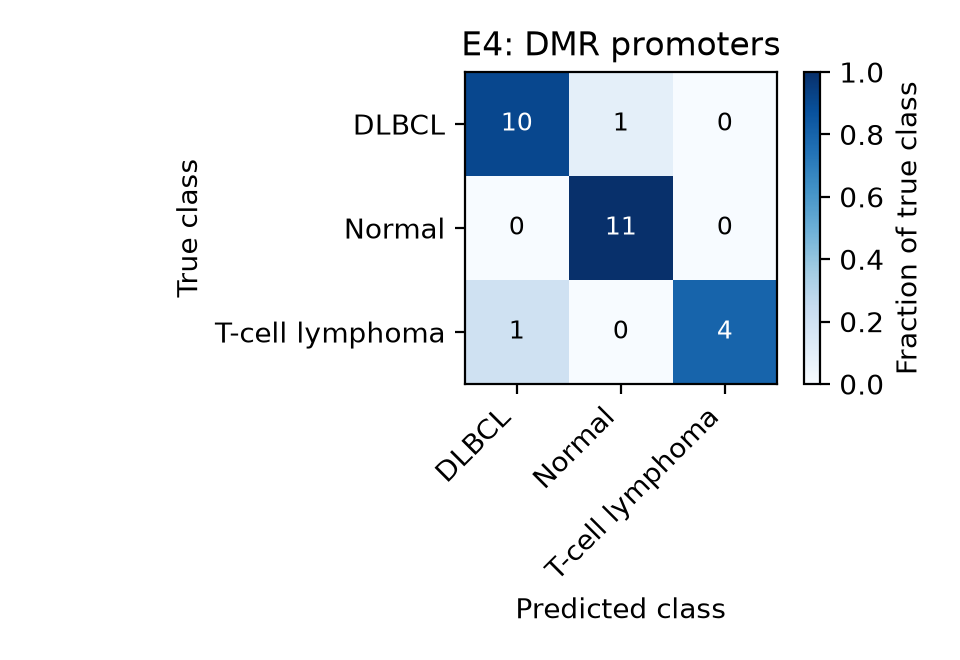 E4: DMR promoters
True class
DLBCL 10 1 0
Normal 0 11 0
T-cell lymphoma 1 0 4
DLBCL Normal T-cell lymphoma
Predicted class
1.0
0.8
0.6
0.4
0.2
0.0
Fraction of true class